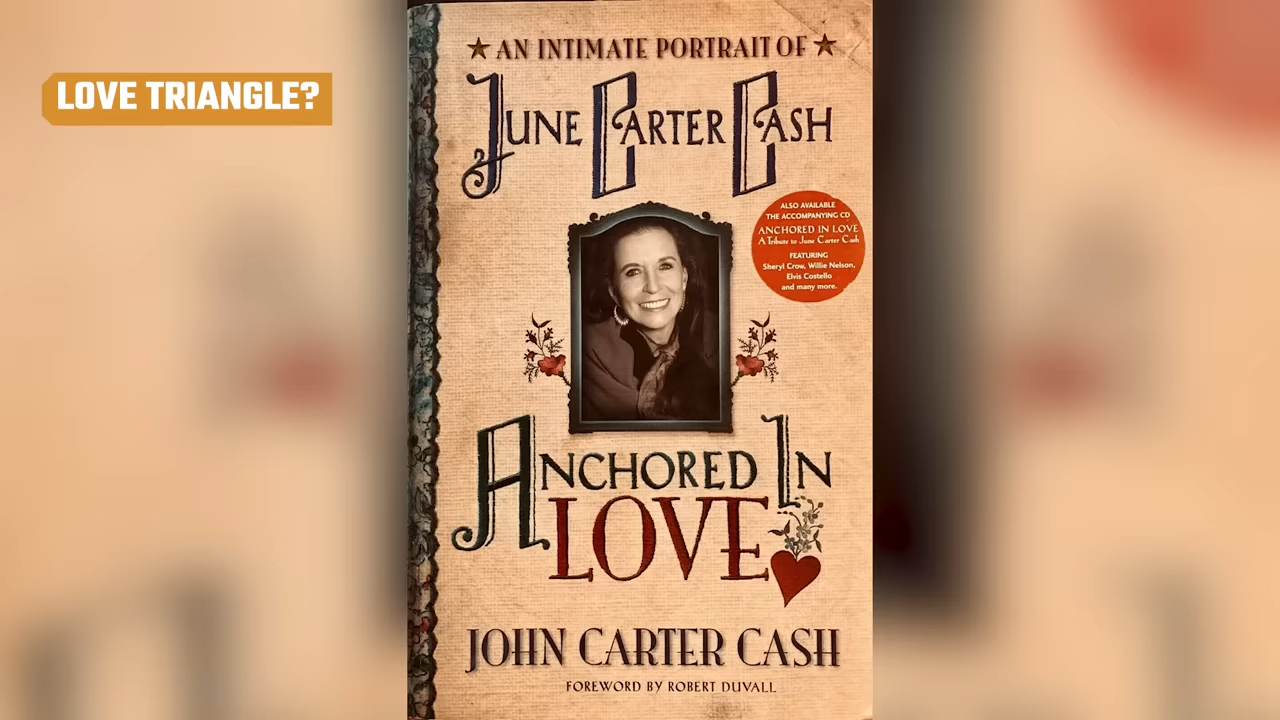 LOVE TRIANGLE?
AN INTIMATE PORTRAIT OF
JUNE CARTER CASH
ALSO AVAILABLE
THE ACCOMPANYING CD
ANCHORED IN LOVE
A Tribute to June Carter Cash
FEATURING
Sheryl Crow, Willie Nelson,
Elvis Costello
and many more.
ANCHORED IN
LOVE
JOHN CARTER CASH
FOREWORD BY ROBERT DUVALL